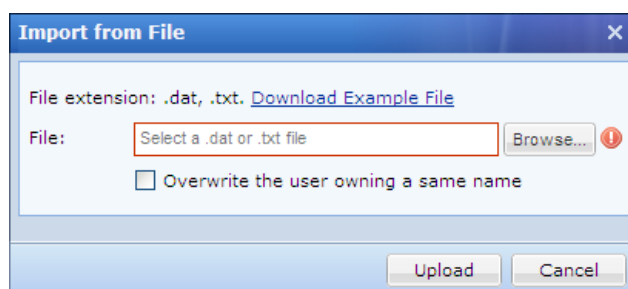 Import from File
File extension: .dat, .txt. Download Example File
File: Select a .dat or .txt file Browse...
Overwrite the user owning a same name
Upload Cancel